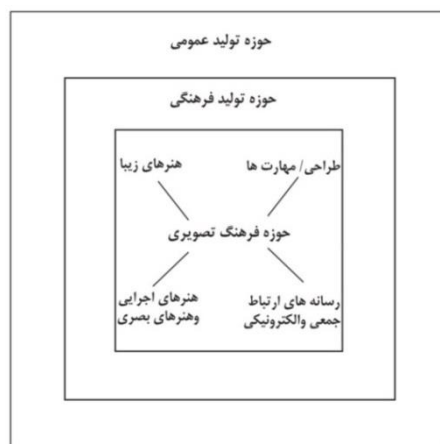 حوزه تولید عمومی
حوزه تولید فرهنگی
طراحی/ مهارت ها
هنرهای زیبا
حوزه فرهنگ تصویری
رسانه های ارتباط
جمعی والکترونیکی
هنرهای اجرایی
وهنرهای بصری